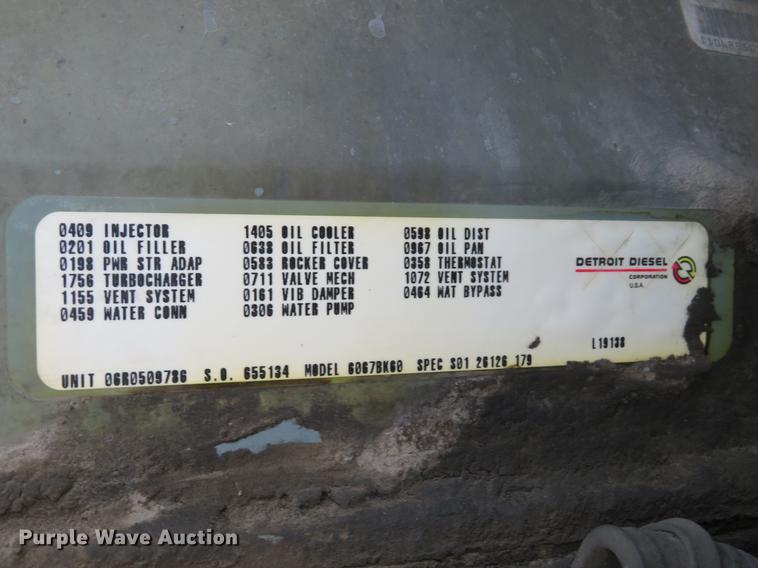 0409 INJECTOR 1405 OIL COOLER 0598 OIL DIST
0201 OIL FILLER 0638 OIL FILTER 0967 OIL PAN
0198 PWR STR ADAP 0583 ROCKER COVER 0358 THERMOSTAT
1756 TURBOCHARGER 0711 VALVE MECH 1072 VENT SYSTEM
1155 VENT SYSTEM 0161 VIB DAMPER 0464 WAT BYPASS
0459 WATER CONN 0306 WATER PUMP
DETROIT DIESEL
CORPORATION
U.S.A.
L19138
UNIT 06R0509786 S.O. 655134 MODEL 6067BK60 SPEC S01 26126 179
Purple Wave Auction®
PurpleWave.com